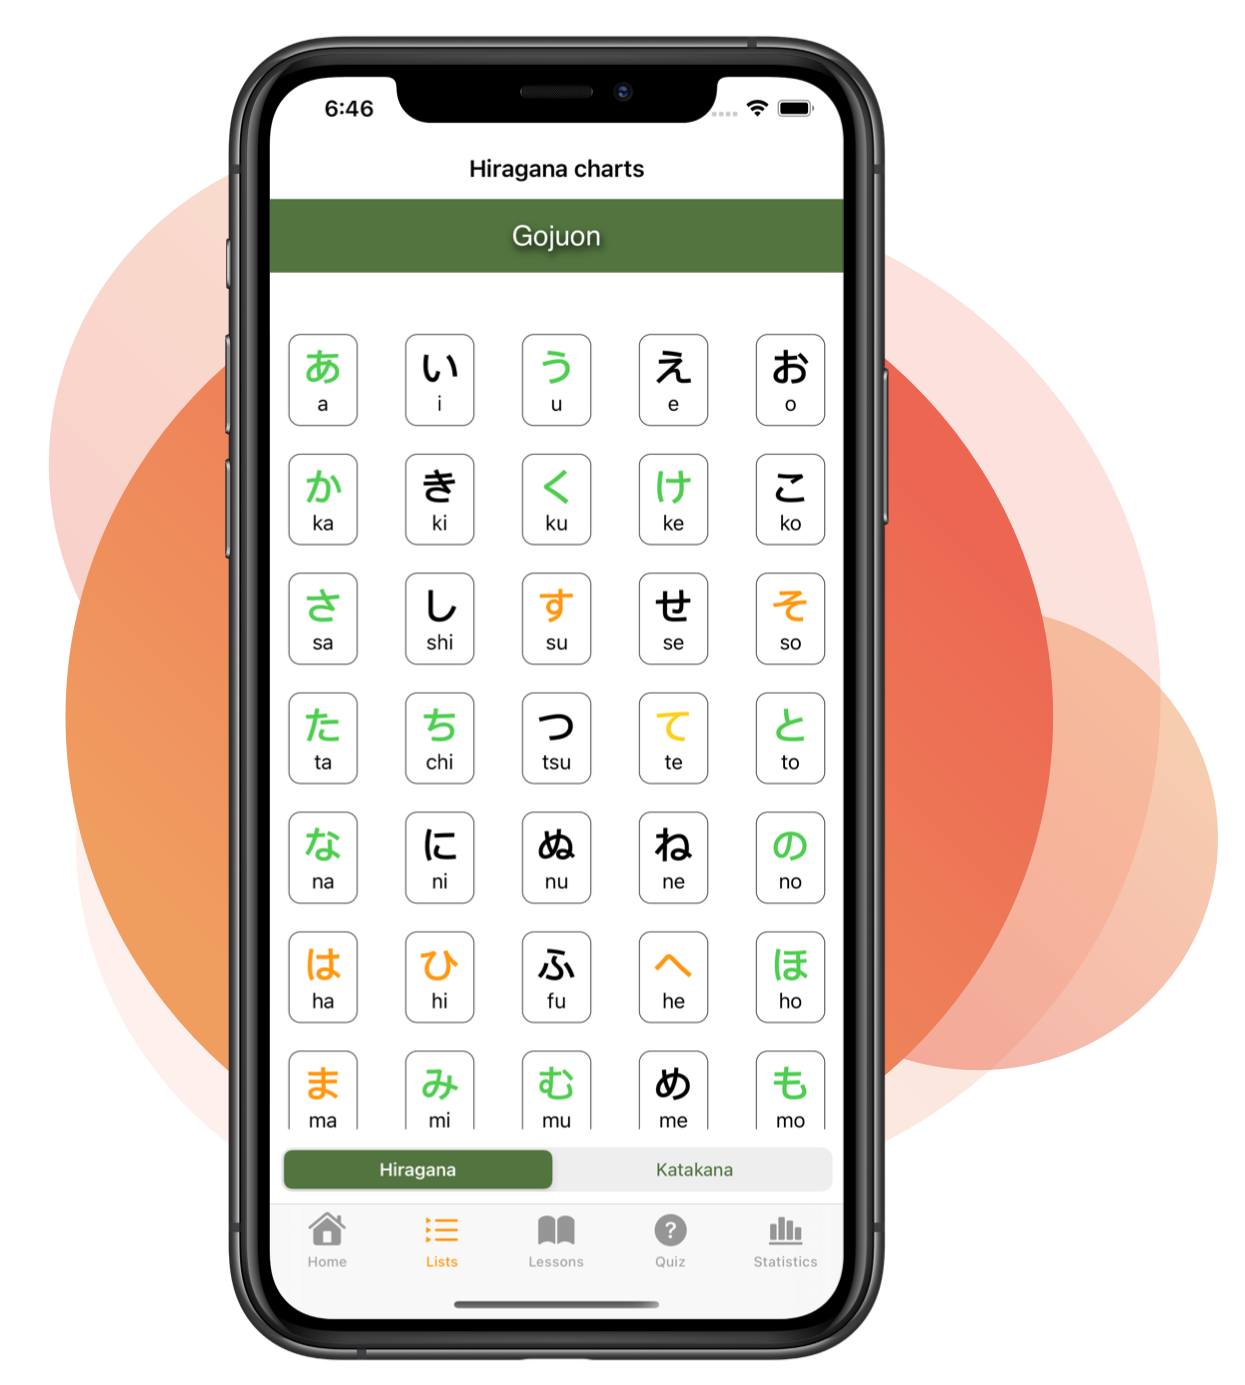 6:46
Hiragana charts
Gojuon
あ い う え お
a i u e o
か き く け こ
ka ki ku ke ko
さ し す せ そ
sa shi su se so
た ち つ て と
ta chi tsu te to
な に ぬ ね の
na ni nu ne no
は ひ ふ へ ほ
ha hi fu he ho
ま み む め も
ma mi mu me mo
Hiragana Katakana
Home Lists Lessons Quiz Statistics